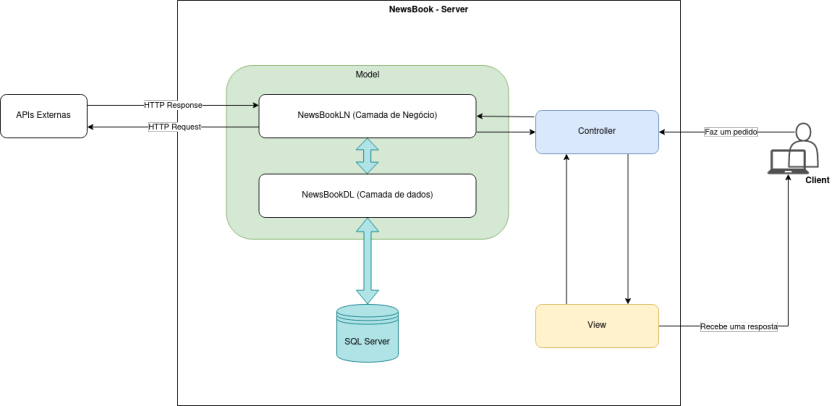 NewsBook - Server
Model
APIs Externas
HTTP Response
HTTP Request
NewsBookLN (Camada de Negócio)
NewsBookDL (Camada de dados)
SQL Server
Controller
Faz um pedido
Client
View
Recebe uma resposta